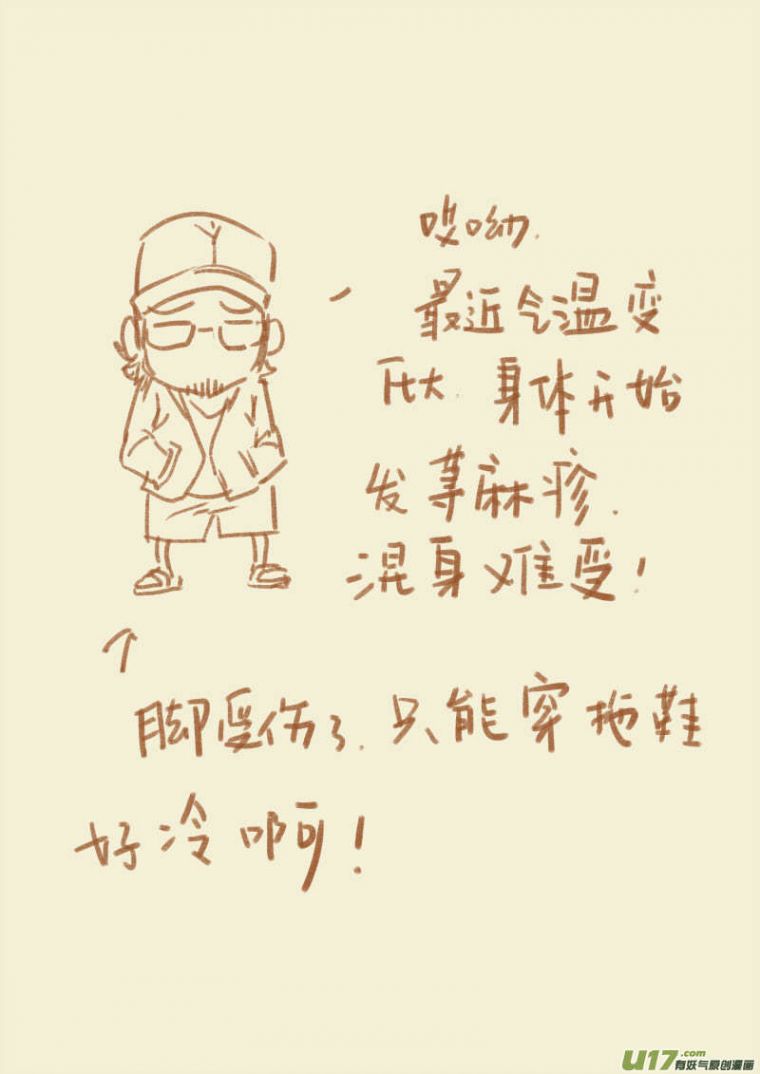 哎呦.
最近气温变
化大. 身体开始
发荨麻疹.
混身难受!
脚受伤了. 只能穿拖鞋
好冷啊!
U17.com
有妖气原创漫画